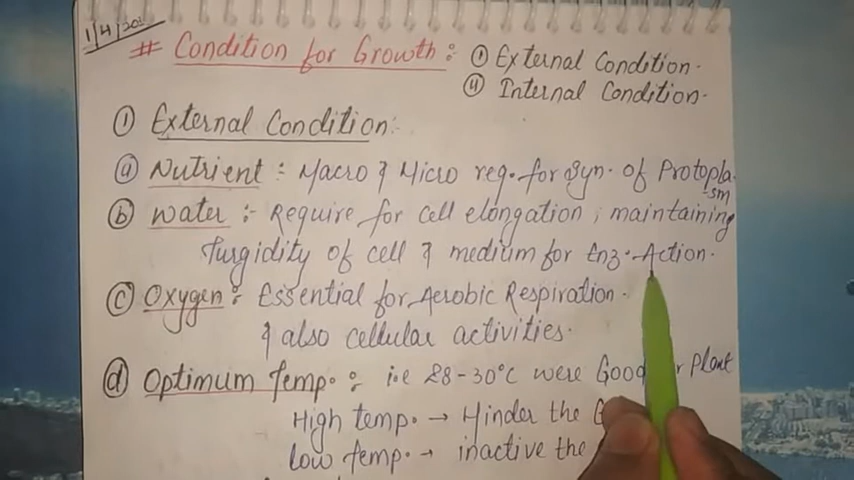 1/4/20
# Condition for Growth :- ① External Condition.
② Internal Condition.
① External Condition:-
ⓐ Nutrient :- Macro & Micro req. for Syn. of Protopla-
-sm
ⓑ Water :- Require for cell elongation ; maintaining
Turgidity of cell & medium for Enz. Action.
ⓒ Oxygen :- Essential for Aerobic Respiration.
& also cellular activities.
ⓓ Optimum Temp. :- i.e 28-30°C were Good Plant
High temp. → Hinder the
Low Temp. → inactive the